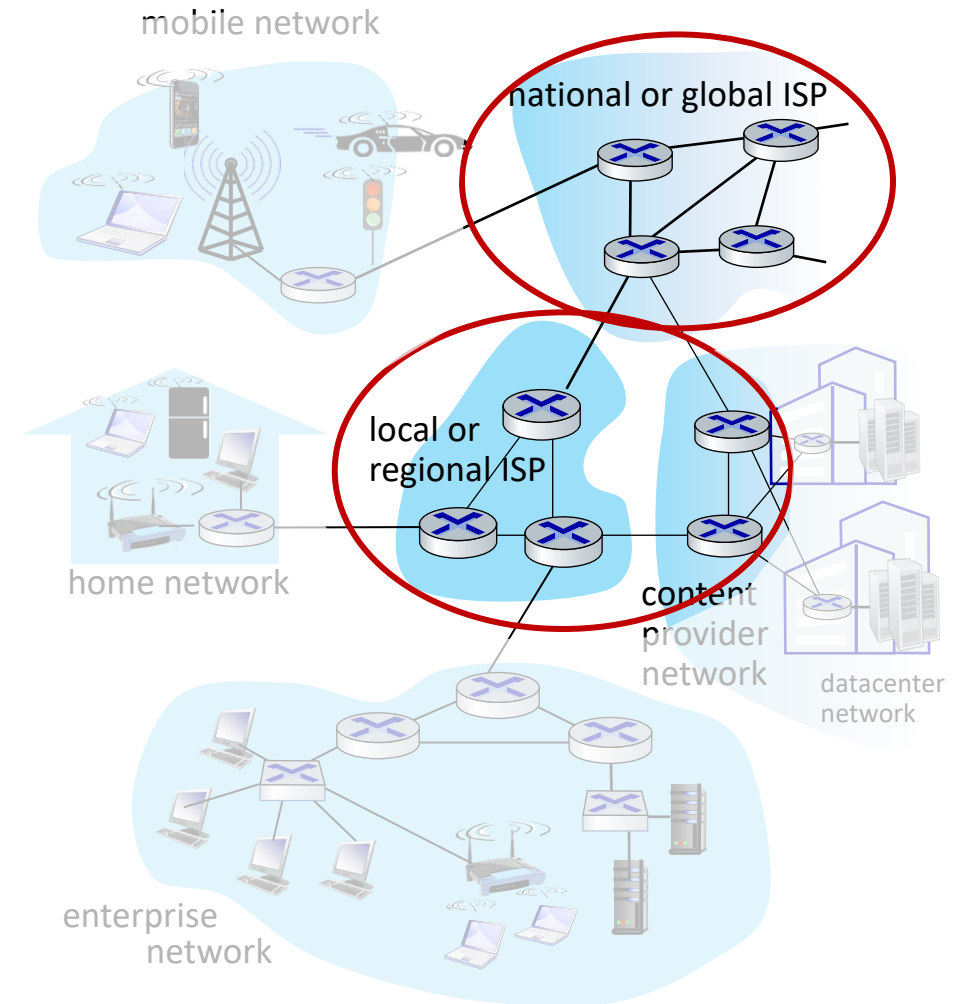 mobile network
national or global ISP
local or
regional ISP
home network
content
provider
network
datacenter
network
enterprise
network